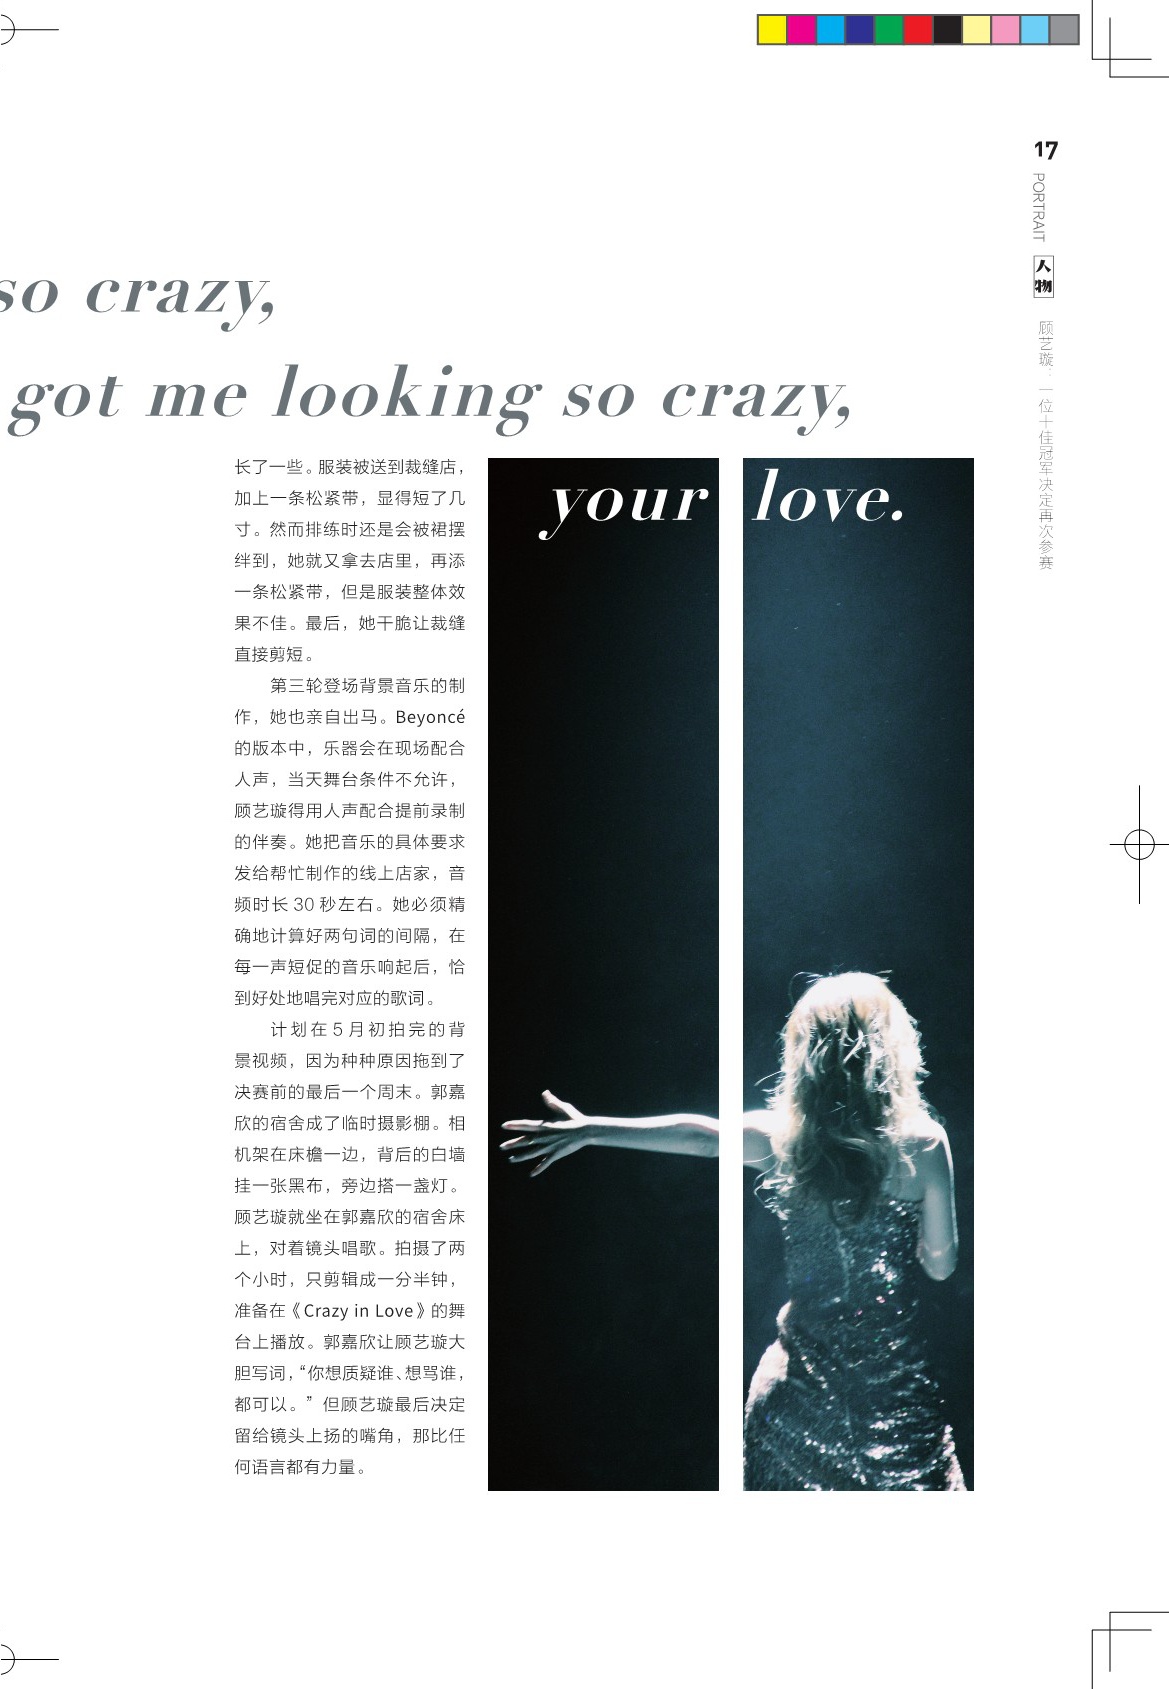 17
PORTRAIT
人物
顾艺璇：一位十佳冠军决定再次参赛
so crazy,
got me looking so crazy,
your love.
长了一些。服装被送到裁缝店，
加上一条松紧带，显得短了几
寸。然而排练时还是会被裙摆
绊到，她就又拿去店里，再添
一条松紧带，但是服装整体效
果不佳。最后，她干脆让裁缝
直接剪短。
第三轮登场背景音乐的制
作，她也亲自出马。Beyoncé
的版本中，乐器会在现场配合
人声，当天舞台条件不允许，
顾艺璇得用人声配合提前录制
的伴奏。她把音乐的具体要求
发给帮忙制作的线上店家，音
频时长 30 秒左右。她必须精
确地计算好两句词的间隔，在
每一声短促的音乐响起后，恰
到好处地唱完对应的歌词。
计划在 5 月初拍完的背
景视频，因为种种原因拖到了
决赛前的最后一个周末。郭嘉
欣的宿舍成了临时摄影棚。相
机架在床檐一边，背后的白墙
挂一张黑布，旁边搭一盏灯。
顾艺璇就坐在郭嘉欣的宿舍床
上，对着镜头唱歌。拍摄了两
个小时，只剪辑成一分半钟，
准备在《Crazy in Love》的舞
台上播放。郭嘉欣让顾艺璇大
胆写词，“你想质疑谁、想骂谁，
都可以。”但顾艺璇最后决定
留给镜头上扬的嘴角，那比任
何语言都有力量。